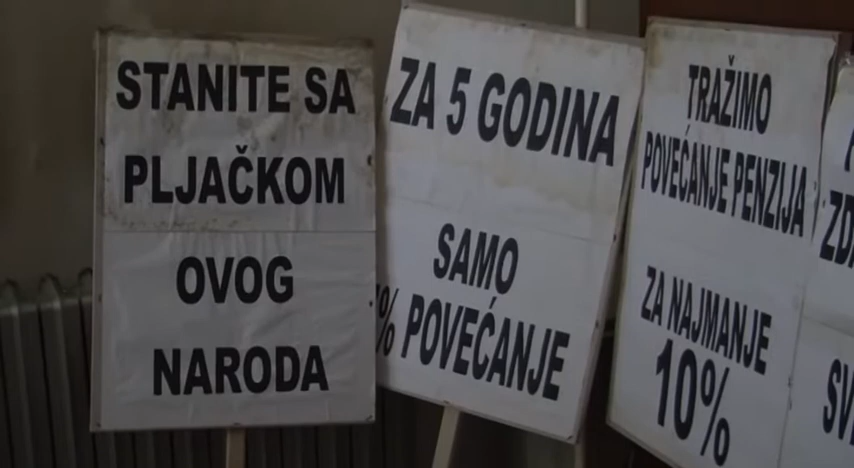 STANITE SA
PLJAČKOM
OVOG
NARODA
ZA 5 GODINA
SAMO
% POVEĆANJE
TRAŽIMO
POVEĆANJE PENZIJA
ZA NAJMANJE
10%